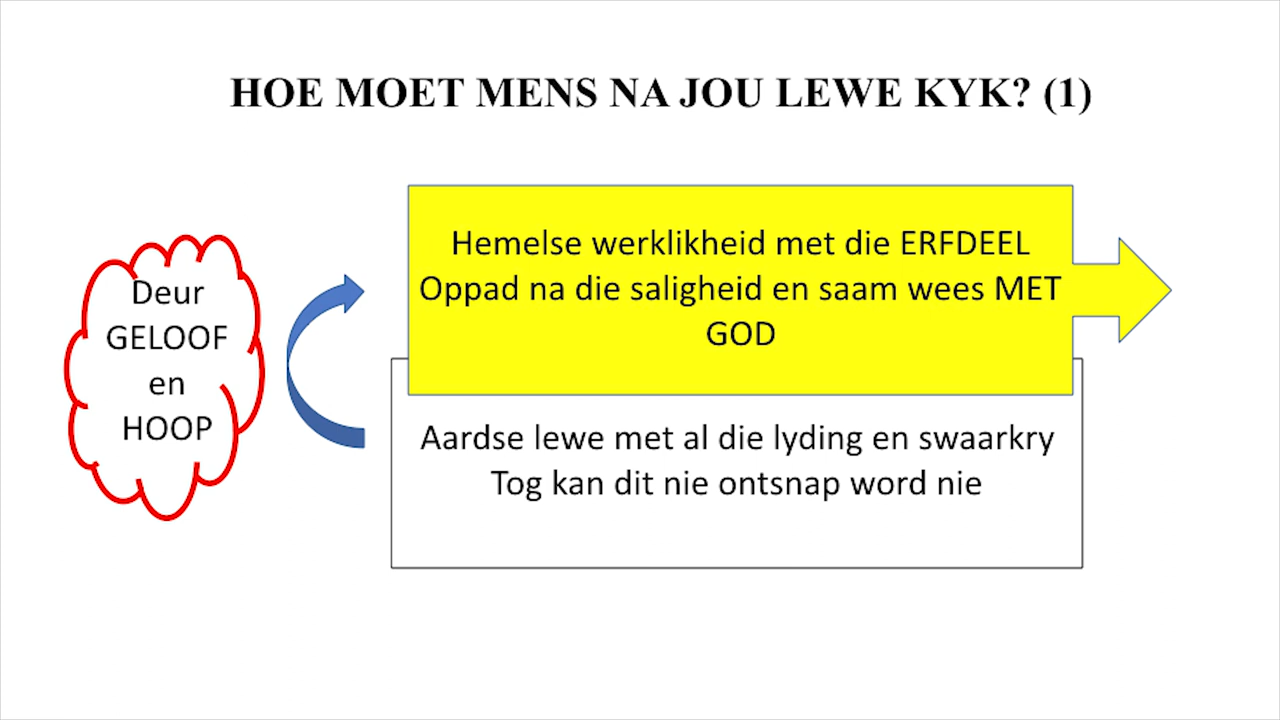 HOE MOET MENS NA JOU LEWE KYK? (1)
Deur
GELOOF
en
HOOP
Hemelse werklikheid met die ERFDEEL
Oppad na die saligheid en saam wees MET
GOD
Aardse lewe met al die lyding en swaarkry
Tog kan dit nie ontsnap word nie